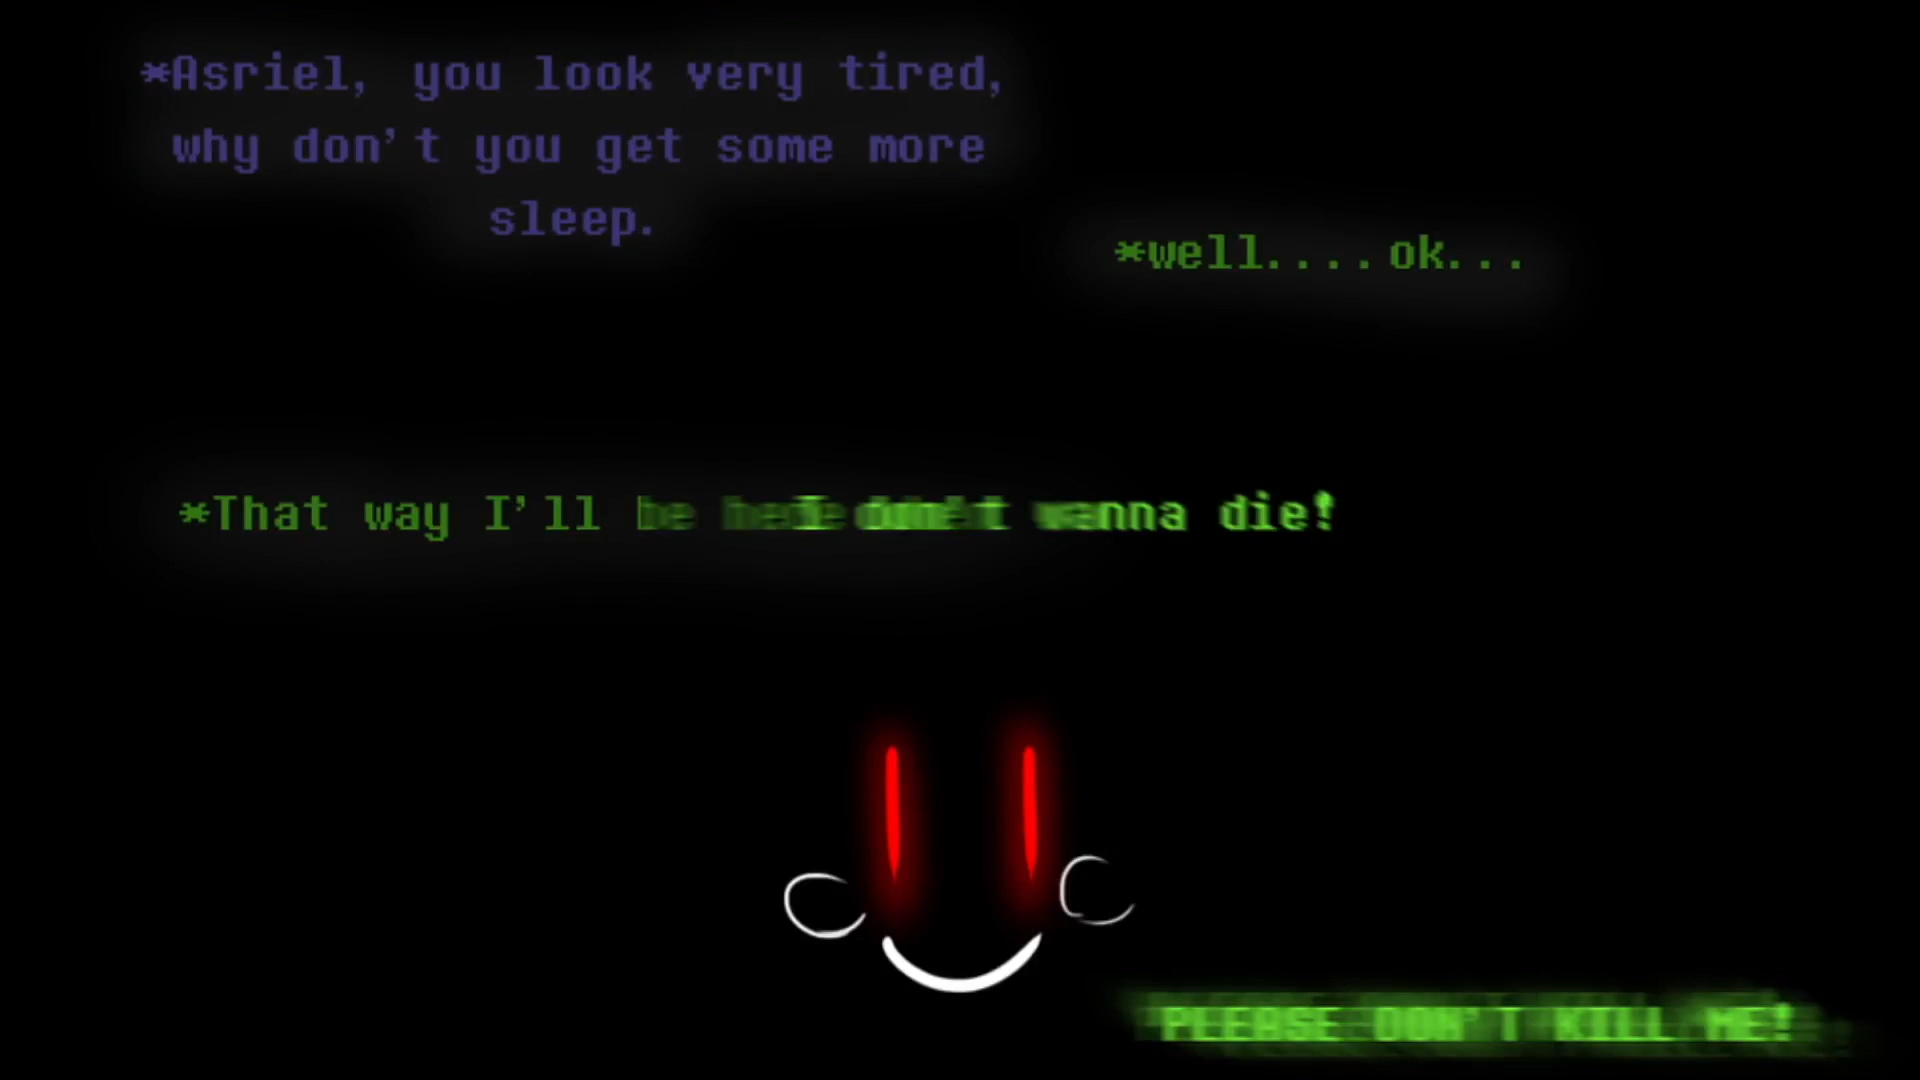 *Asriel, you look very tired,
why don't you get some more
sleep.
*well....ok...
*That way I'll be wanna die!
PLEASE DON'T KILL ME!